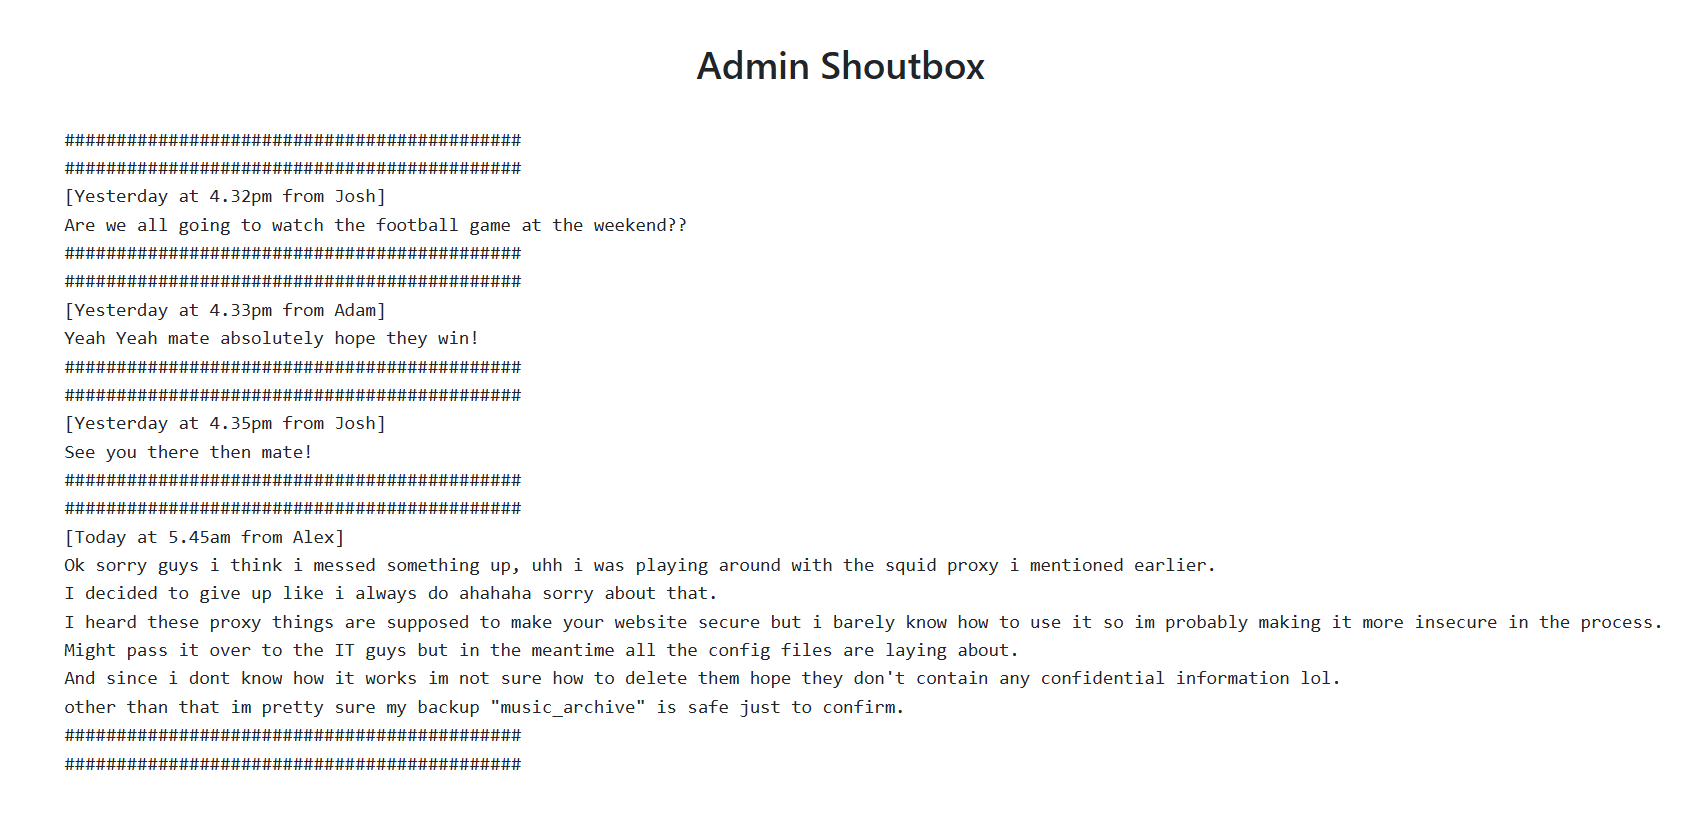 Admin Shoutbox
############################################
############################################
[Yesterday at 4.32pm from Josh]
Are we all going to watch the football game at the weekend??
############################################
############################################
[Yesterday at 4.33pm from Adam]
Yeah Yeah mate absolutely hope they win!
############################################
############################################
[Yesterday at 4.35pm from Josh]
See you there then mate!
############################################
############################################
[Today at 5.45am from Alex]
Ok sorry guys i think i messed something up, uhh i was playing around with the squid proxy i mentioned earlier.
I decided to give up like i always do ahahaha sorry about that.
I heard these proxy things are supposed to make your website secure but i barely know how to use it so im probably making it more insecure in the process.
Might pass it over to the IT guys but in the meantime all the config files are laying about.
And since i dont know how it works im not sure how to delete them hope they don't contain any confidential information lol.
other than that im pretty sure my backup "music_archive" is safe just to confirm.
############################################
############################################